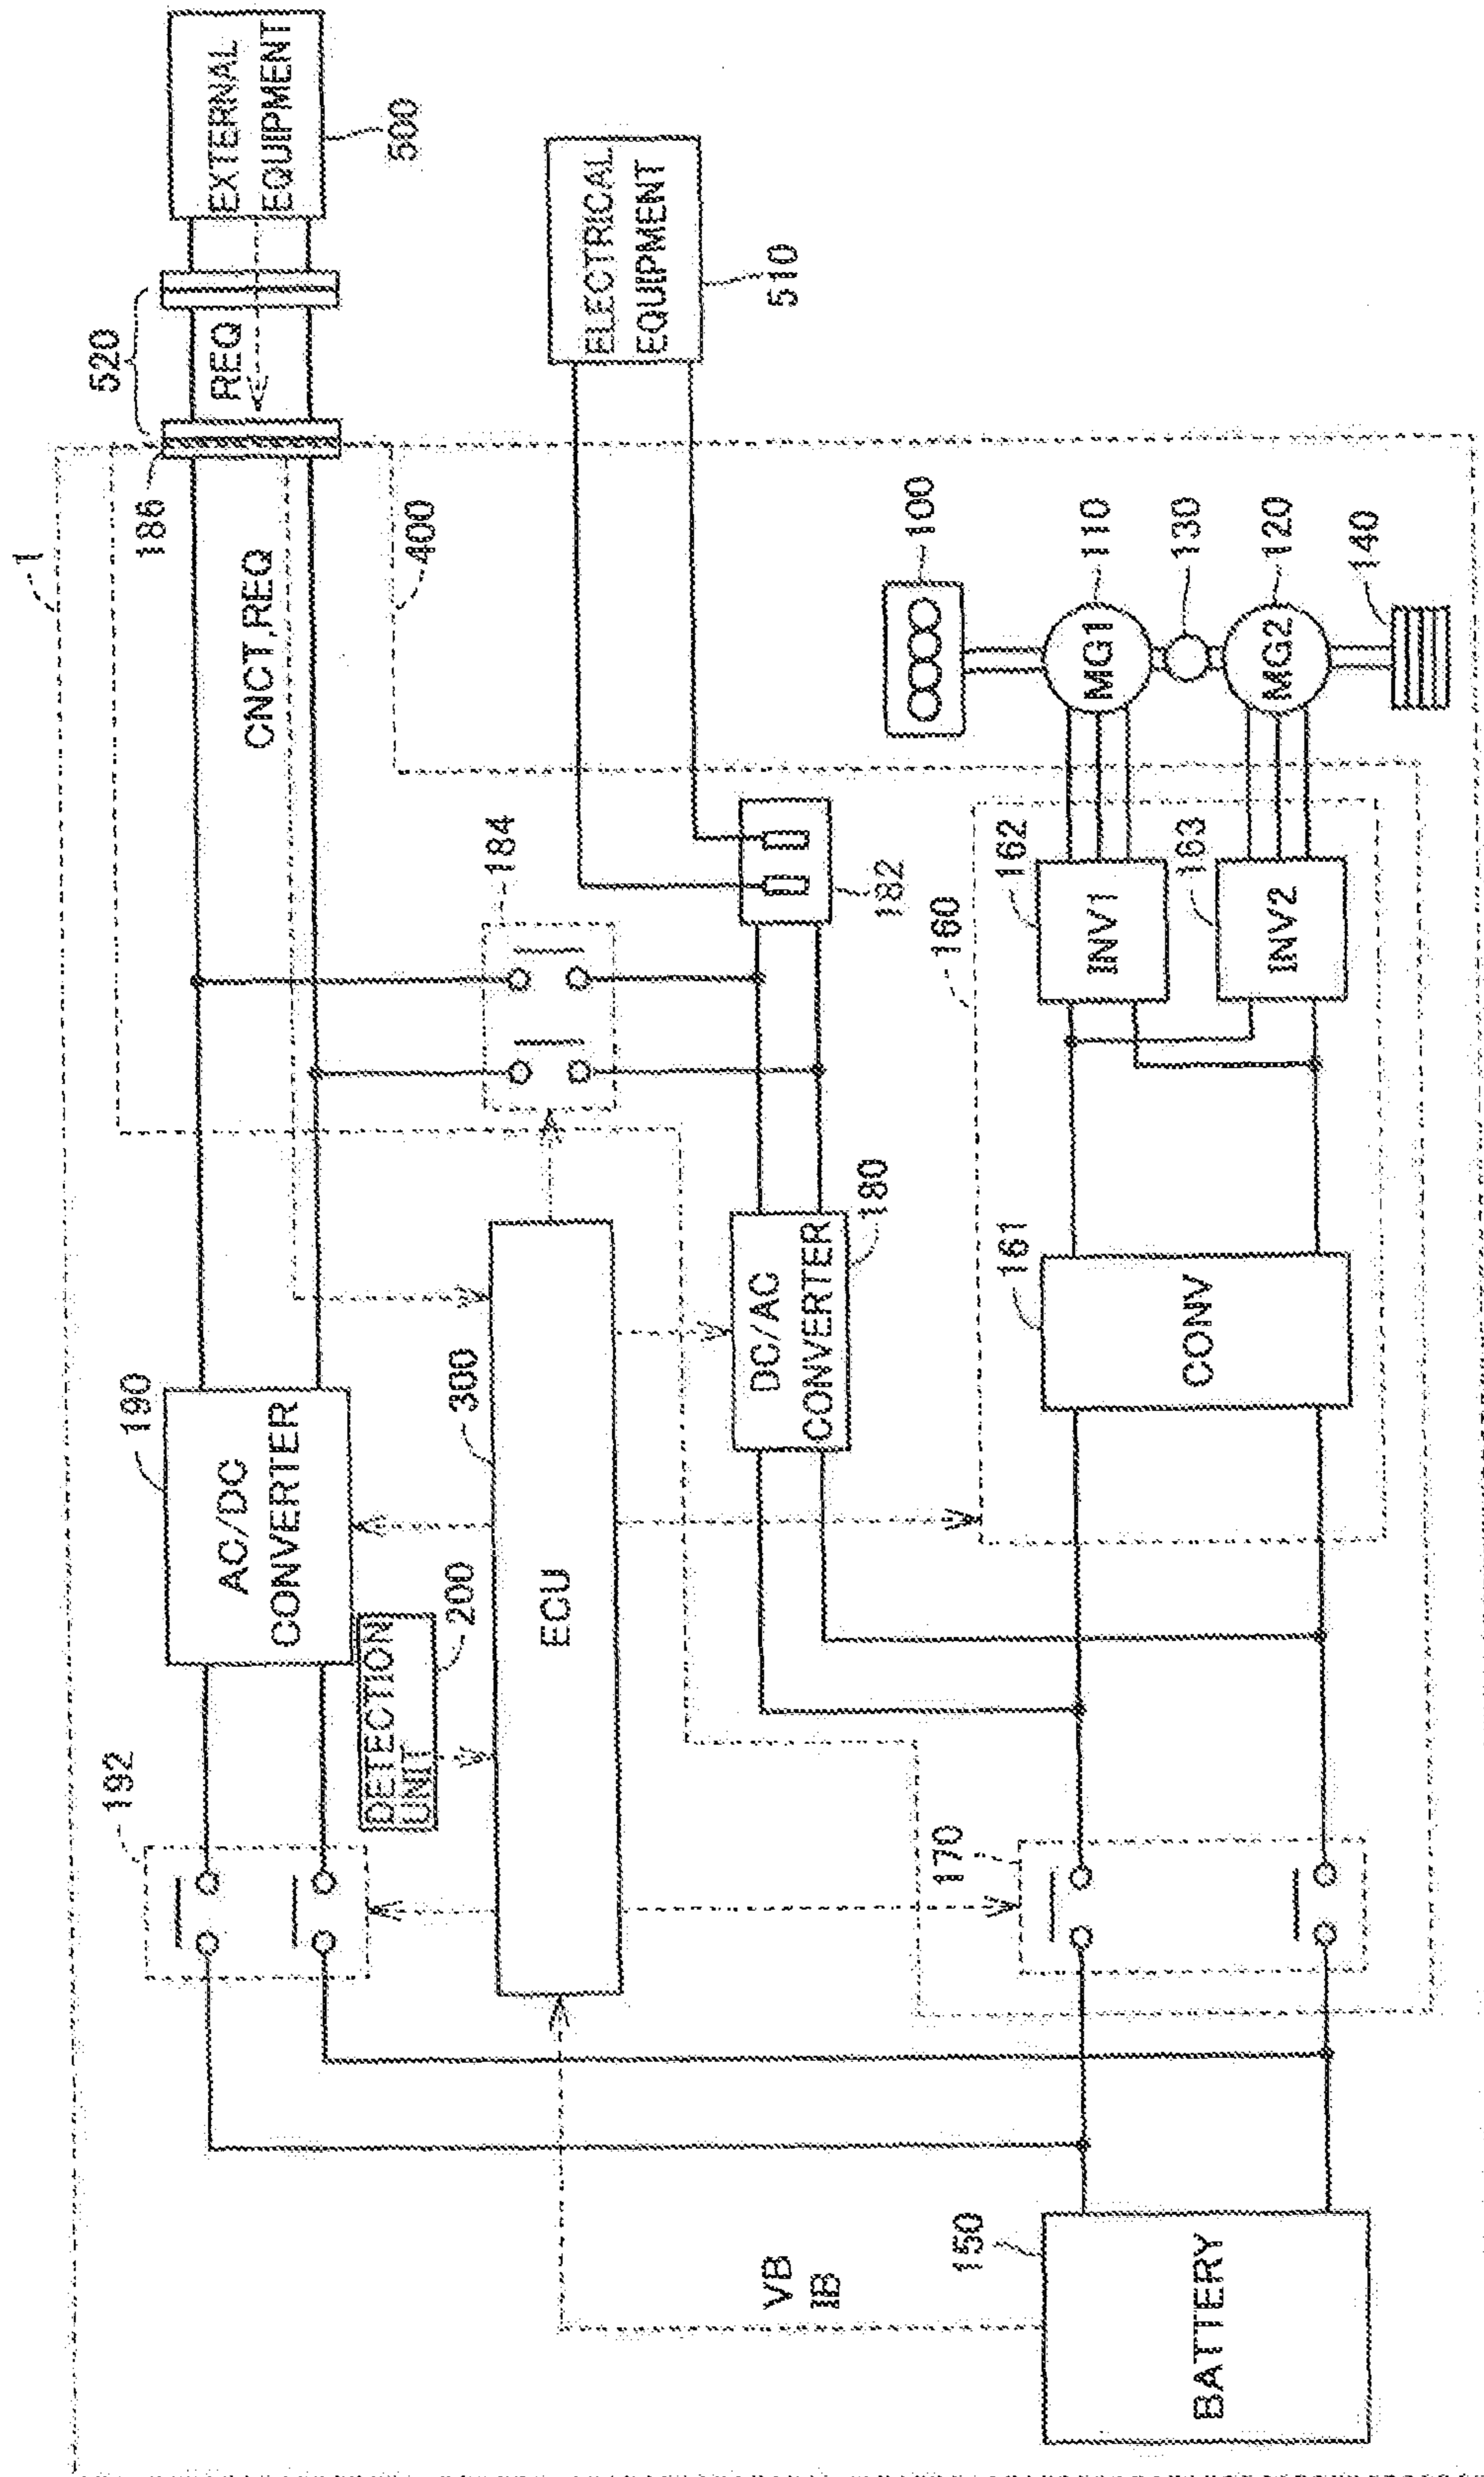 1
520
EXTERNAL
EQUIPMENT
500
REQ
186
CNCT,REQ
400
ELECTRICAL
EQUIPMENT
510
192
190
AC/DC
CONVERTER
DETECTION
UNIT
200
300
ECU
184
182
DC/AC
CONVERTER
180
100
110
130
120
140
MG1
MG2
160
162
INV1
163
INV2
161
CONV
170
VB
IB
150
BATTERY